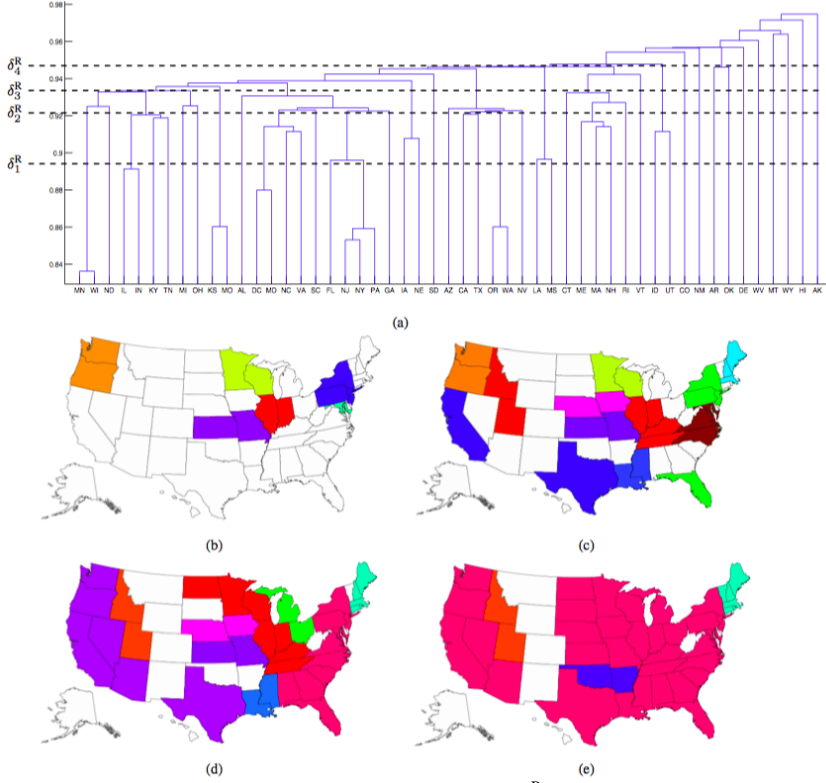 0.98
0.96
δ₄ᴿ
0.94
δ₃ᴿ
δ₂ᴿ
0.92
0.9
δ₁ᴿ
0.88
0.86
0.84
MN WI ND IL IN KY TN MI OH KS MO AL DC MD NC VA SC FL NJ NY PA GA IA NE SD AZ CA TX OR WA NV LA MS CT ME MA NH RI VT ID UT CO NM AR OK DE WV MT WY HI AK
(a)
(b) (c)
(d) (e)